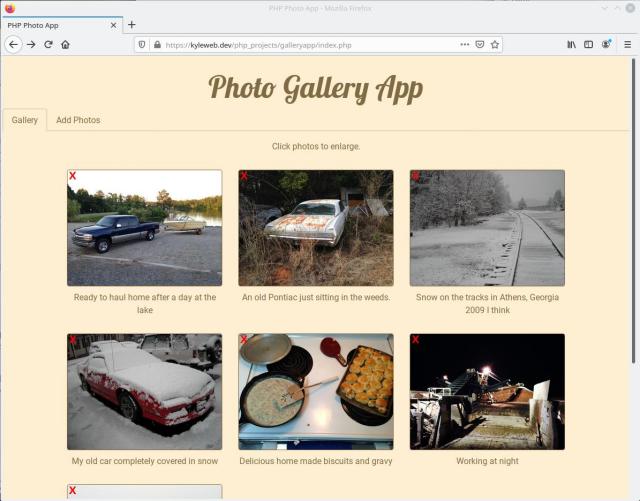 PHP Photo App - Mozilla Firefox
PHP Photo App
https://kyleweb.dev/php_projects/galleryapp/index.php
Photo Gallery App
Gallery
Add Photos
Click photos to enlarge.
X
X
X
Ready to haul home after a day at the
lake
An old Pontiac just sitting in the weeds.
Snow on the tracks in Athens, Georgia
2009 I think
X
X
X
My old car completely covered in snow
Delicious home made biscuits and gravy
Working at night
X